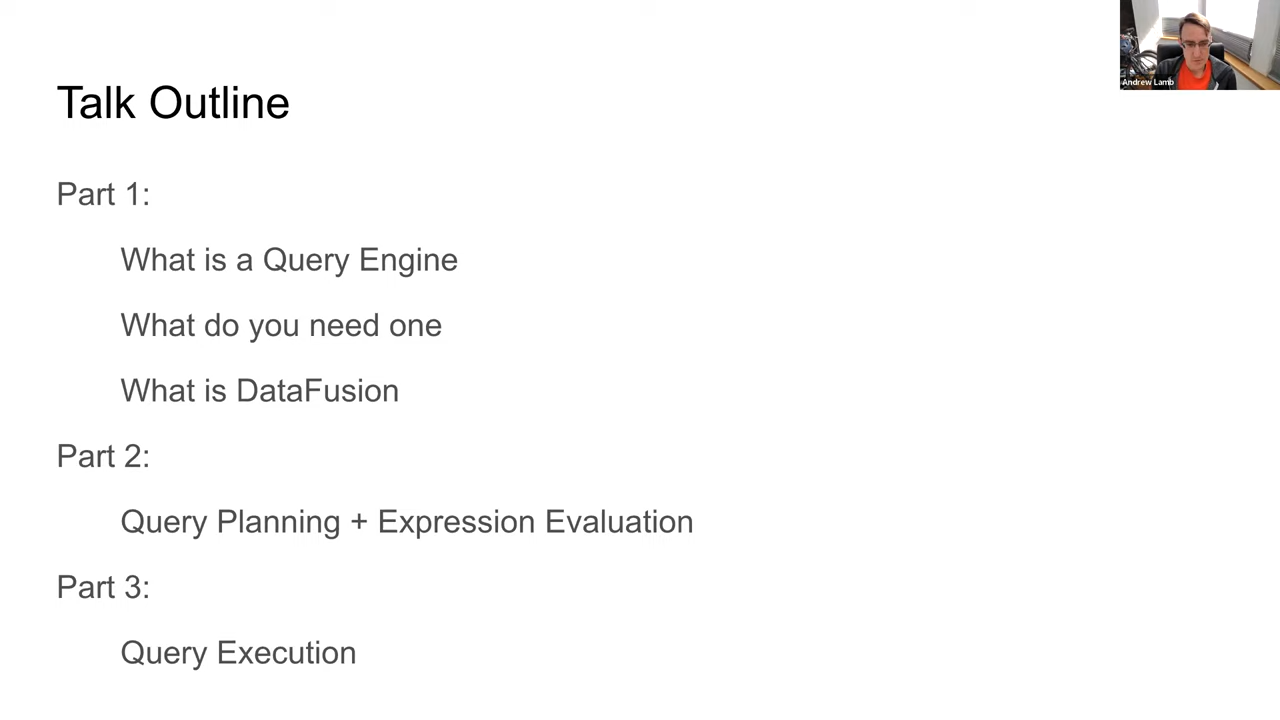 Talk Outline
Andrew Lamb
Part 1:
What is a Query Engine
What do you need one
What is DataFusion
Part 2:
Query Planning + Expression Evaluation
Part 3:
Query Execution